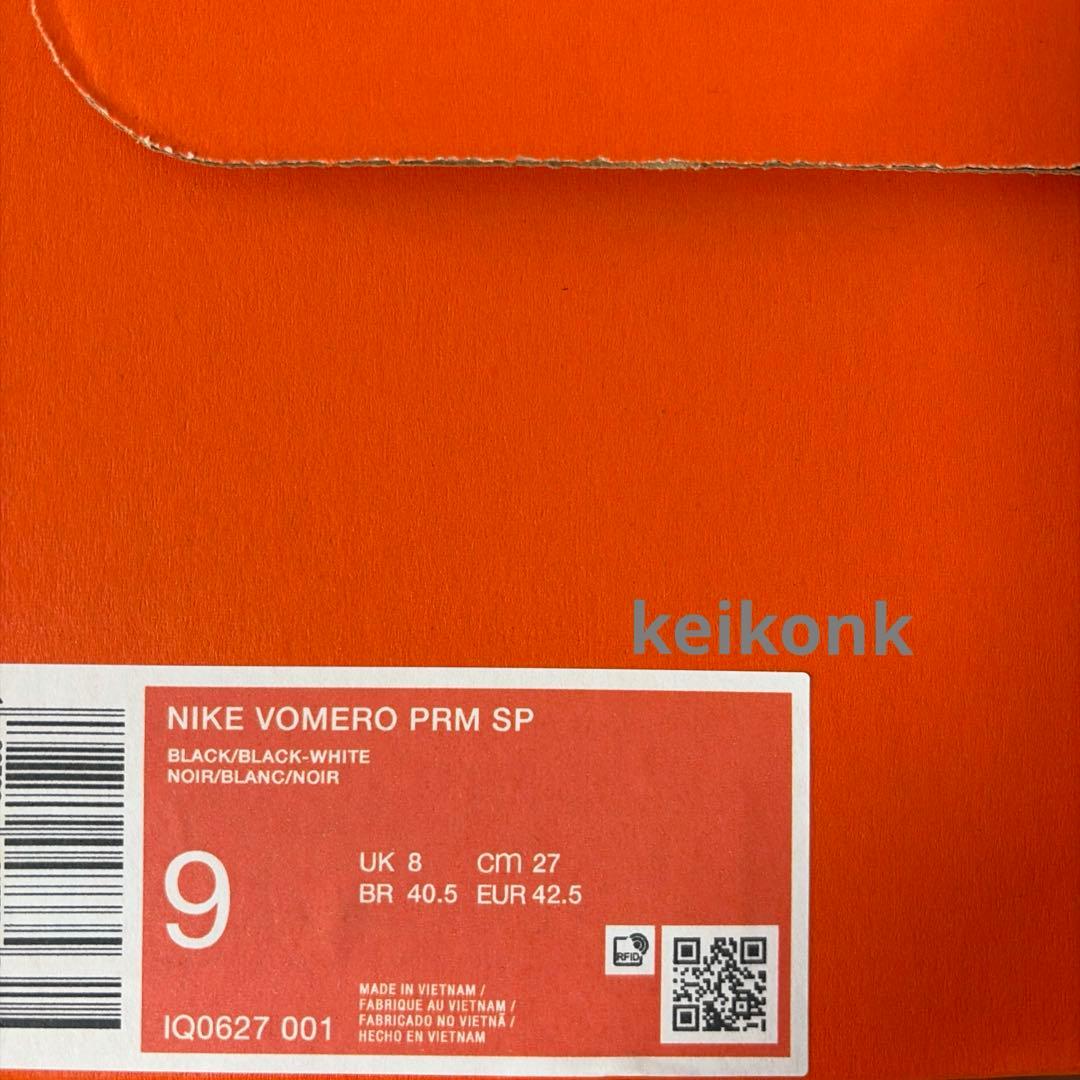 keikonk
NIKE VOMERO PRM SP
BLACK/BLACK-WHITE
NOIR/BLANC/NOIR
9
UK 8 cm 27
BR 40.5 EUR 42.5
RFID
MADE IN VIETNAM /
FABRIQUE AU VIETNAM /
FABRICADO NO VIETNÃ /
HECHO EN VIETNAM
IQ0627 001